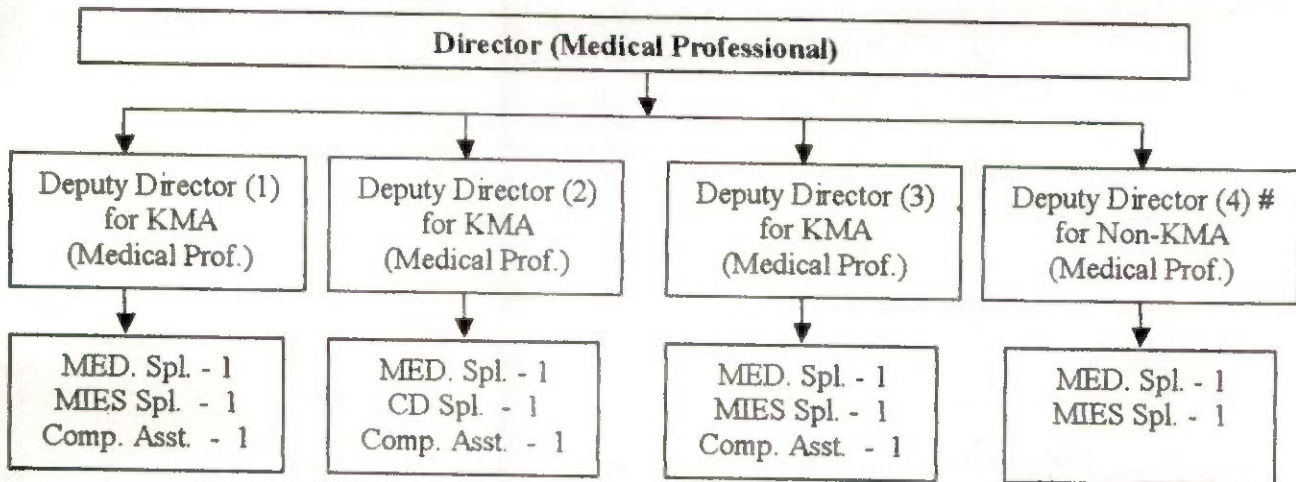 Director (Medical Professional)
Deputy Director (1)
for KMA
(Medical Prof.)
Deputy Director (2)
for KMA
(Medical Prof.)
Deputy Director (3)
for KMA
(Medical Prof.)
Deputy Director (4) #
for Non-KMA
(Medical Prof.)
MED. Spl. - 1
MIES Spl. - 1
Comp. Asst. - 1
MED. Spl. - 1
CD Spl. - 1
Comp. Asst. - 1
MED. Spl. - 1
MIES Spl. - 1
Comp. Asst. - 1
MED. Spl. - 1
MIES Spl. - 1